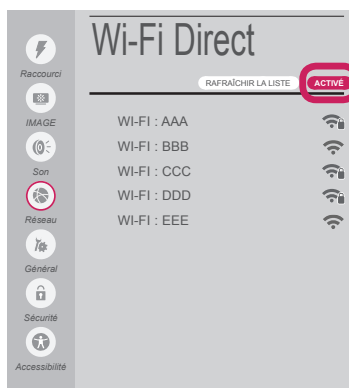 Wi-Fi Direct
RAFRAÎCHIR LA LISTE
ACTIVÉ
Raccourci
IMAGE
Son
Réseau
Général
Sécurité
Accessibilité
WI-FI : AAA
WI-FI : BBB
WI-FI : CCC
WI-FI : DDD
WI-FI : EEE